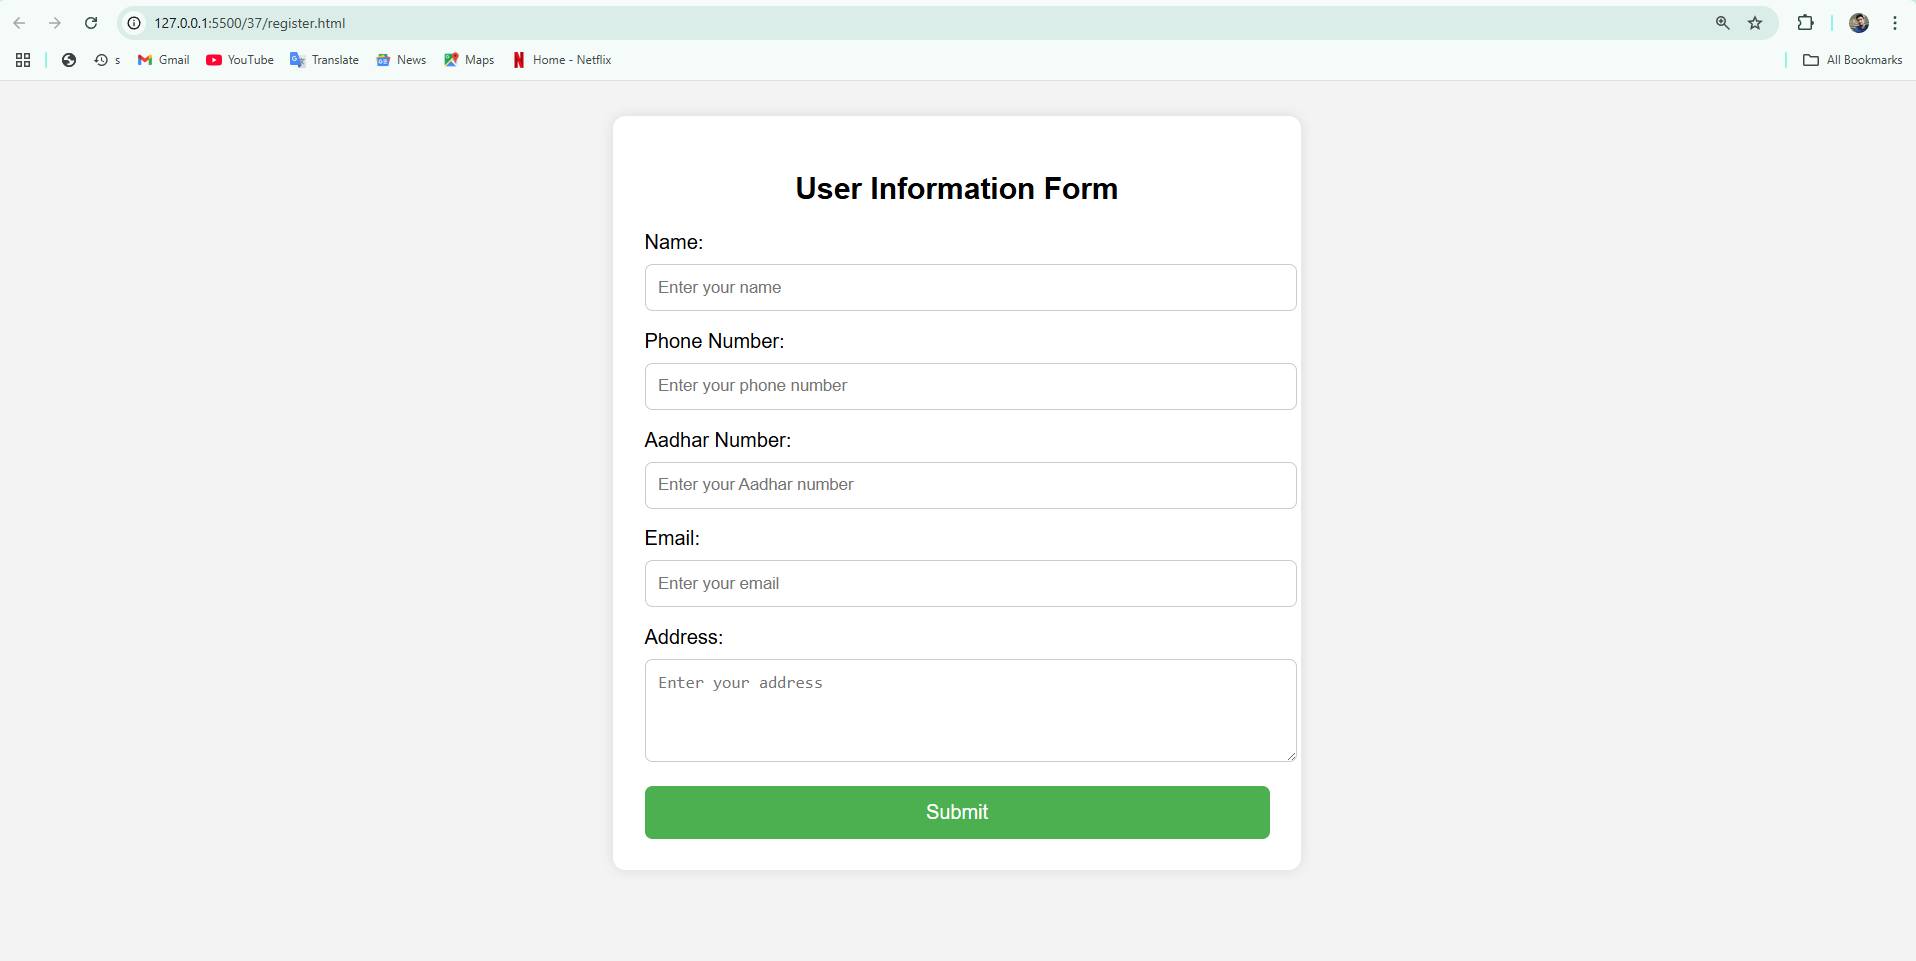 127.0.0.1:5500/37/register.html
s Gmail YouTube Translate News Maps Home - Netflix All Bookmarks
User Information Form
Name:
Enter your name
Phone Number:
Enter your phone number
Aadhar Number:
Enter your Aadhar number
Email:
Enter your email
Address:
Enter your address
Submit